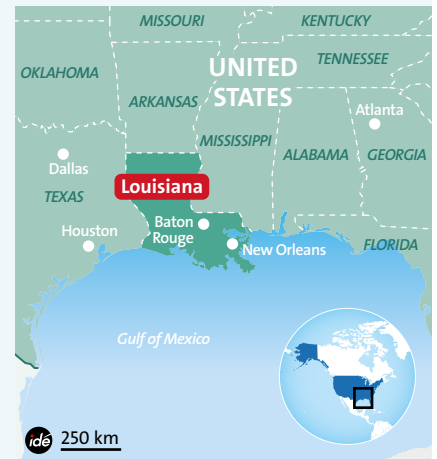 MISSOURI
KENTUCKY
UNITED
STATES
TENNESSEE
OKLAHOMA
ARKANSAS
Atlanta
MISSISSIPPI
ALABAMA
GEORGIA
Dallas
TEXAS
Louisiana
Baton
Rouge
Houston
New Orleans
FLORIDA
Gulf of Mexico
idé
250 km